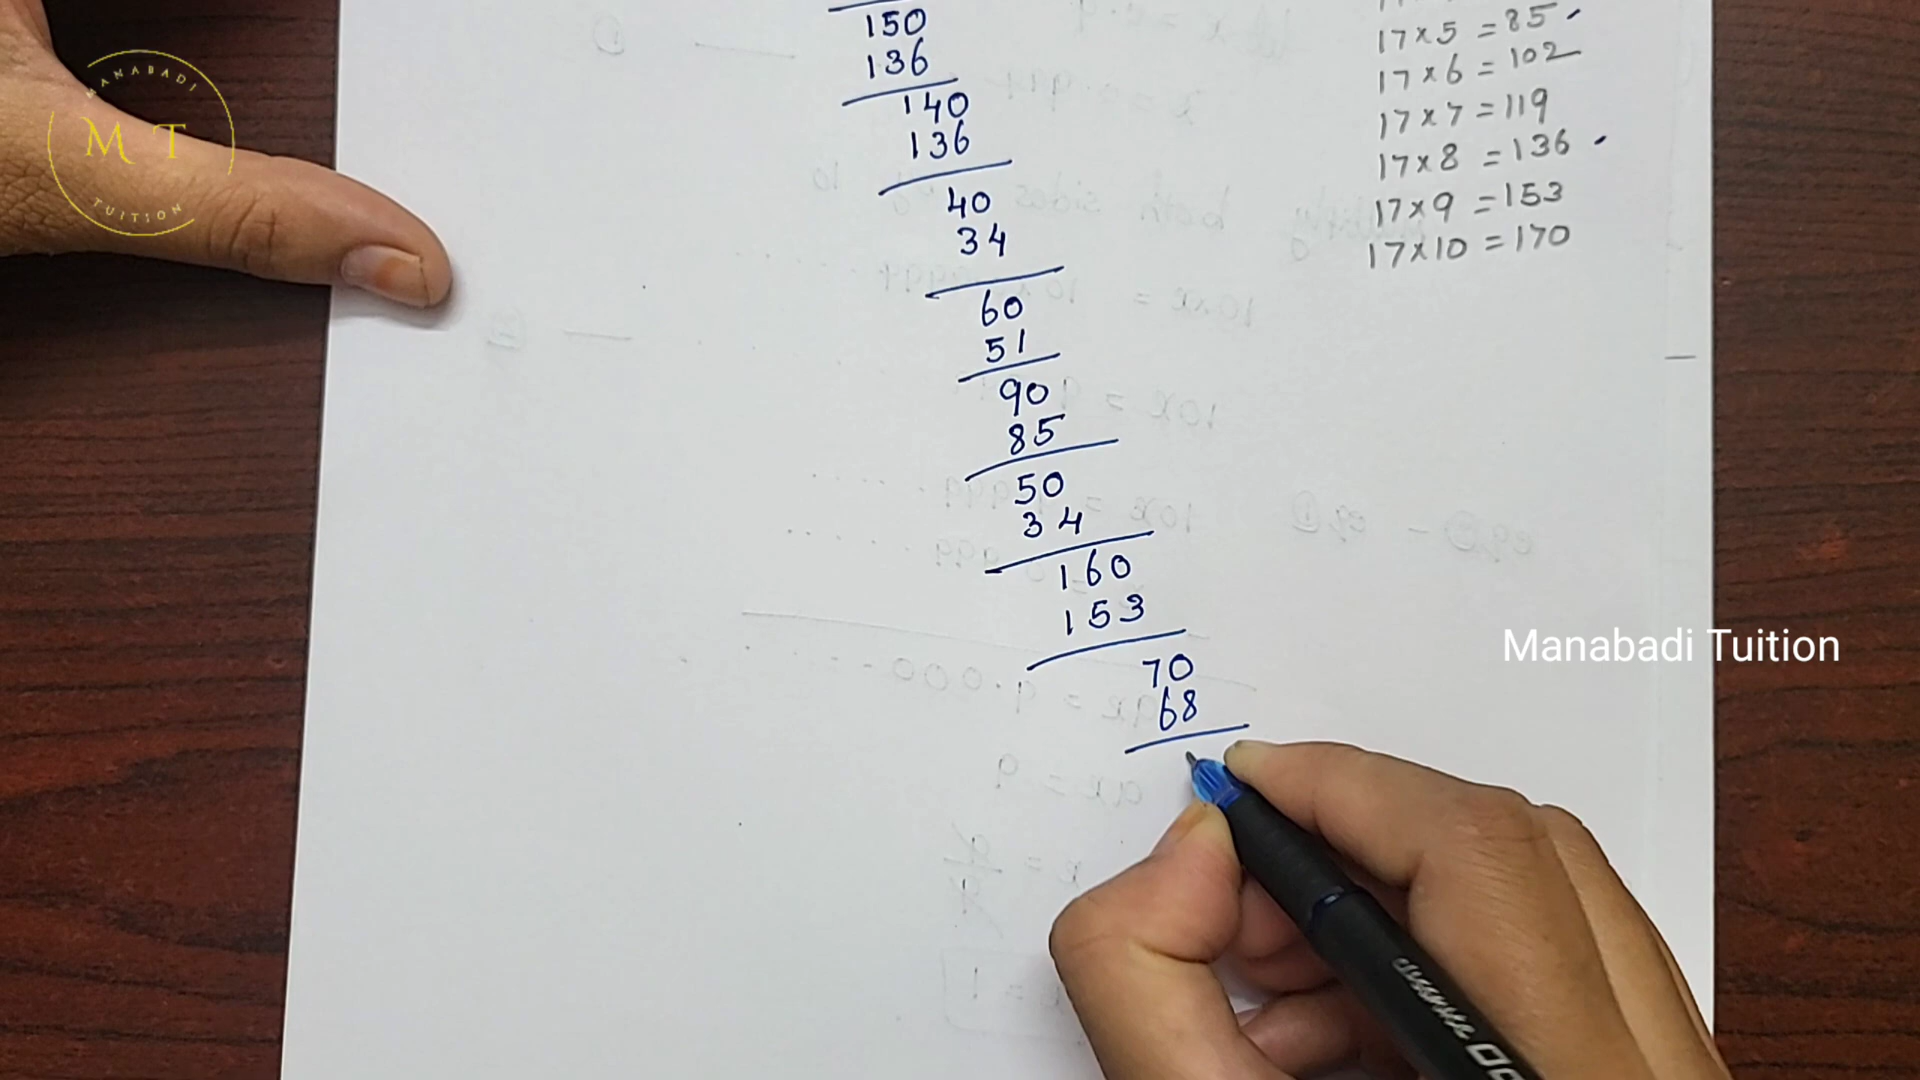 150
136
140
136
40
34
60
51
90
85
50
34
160
153
70
68
17×5 = 85
17×6 = 102
17×7 = 119
17×8 = 136
17×9 = 153
17×10 = 170
MANABADI
M T
TUITION
Manabadi Tuition